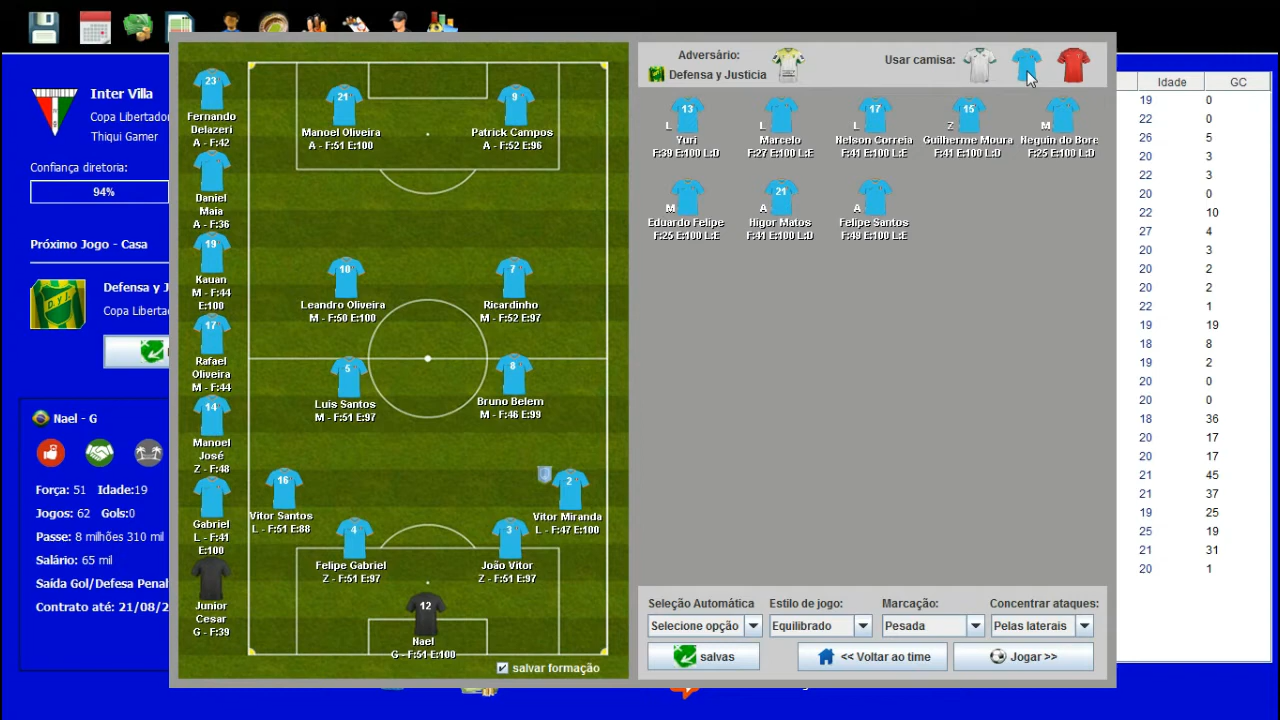 Inter Villa
Copa Libertador
Thiqui Gamer
Confiança diretoria:
94%
Próximo Jogo - Casa
Defensa y J
Copa Liberta
Nael - G
Força: 51 Idade:19
Jogos: 62 Gols:0
Passe: 8 milhões 310 mil
Salário: 65 mil
Saída Gol/Defesa Penal
Contrato até: 21/08/2
23
Fernando
Delazeri
A - F:42
Daniel
Maia
A - F:36
19
Kauan
M - F:44
E:100
17
Rafael
Oliveira
M - F:44
14
Manoel
José
Z - F:48
Gabriel
L - F:41
E:100
Junior
Cesar
G - F:39
21
Manoel Oliveira
A - F:51 E:100
9
Patrick Campos
A - F:52 E:96
10
Leandro Oliveira
M - F:50 E:100
7
Ricardinho
M - F:52 E:97
5
Luis Santos
M - F:51 E:97
8
Bruno Belem
M - F:46 E:99
16
Vitor Santos
L - F:51 E:88
2
Vitor Miranda
L - F:47 E:100
4
Felipe Gabriel
Z - F:51 E:97
3
João Vitor
Z - F:51 E:97
12
Nael
G - F:51 E:100
salvar formação
Adversário:
Defensa y Justicia
Usar camisa:
13
L
Yuri
F:39 E:100 L:D
L
Marcelo
F:27 E:100 L:E
17
L
Nelson Correia
F:41 E:100 L:E
15
Z
Guilherme Moura
F:41 E:100 L:D
M
Neguin do Bore
F:25 E:100 L:D
M
Eduardo Felipe
F:25 E:100 L:E
21
A
Higor Matos
F:41 E:100 L:D
A
Felipe Santos
F:49 E:100 L:E
Seleção Automática
Estilo de jogo:
Marcação:
Concentrar ataques:
Selecione opção
Equilibrado
Pesada
Pelas laterais
salvas
<< Voltar ao time
Jogar >>
Idade GC
19 0
22 0
26 5
20 3
22 3
20 0
22 10
27 4
20 3
20 2
20 2
22 1
19 19
18 8
19 2
20 0
20 0
18 36
20 17
20 17
21 45
21 37
19 25
25 19
21 31
20 1